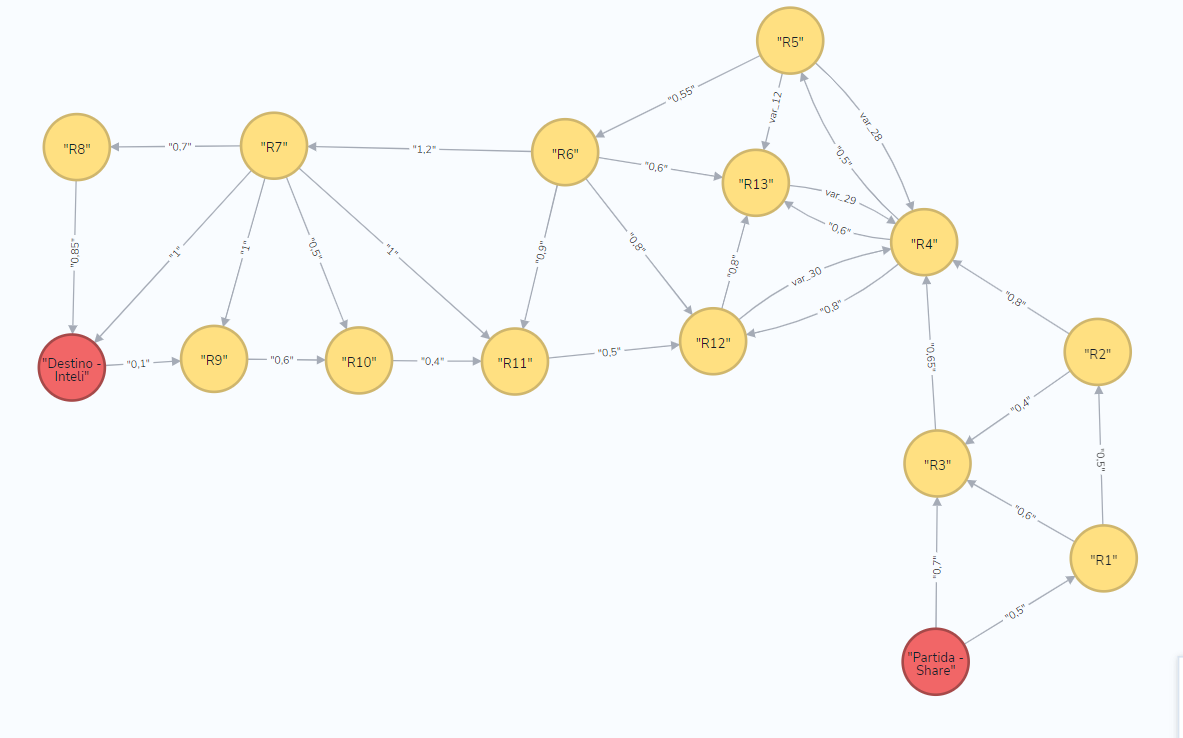 "R5"
"0,55"
var_12
var_28
"R8"
"0,7"
"R7"
"1,2"
"R6"
"0,6"
"0,5"
"R13"
var_29
"0,6"
"R4"
"0,85"
"1"
"1"
"0,5"
"1"
"0,9"
"0,8"
"0,8"
var_30
"0,8"
"0,8"
"Destino -
Inteli"
"0,1"
"R9"
"0,6"
"R10"
"0,4"
"R11"
"0,5"
"R12"
"0,65"
"R2"
"0,4"
"R3"
"0,5"
"0,6"
"R1"
"0,7"
"0,5"
"Partida -
Share"